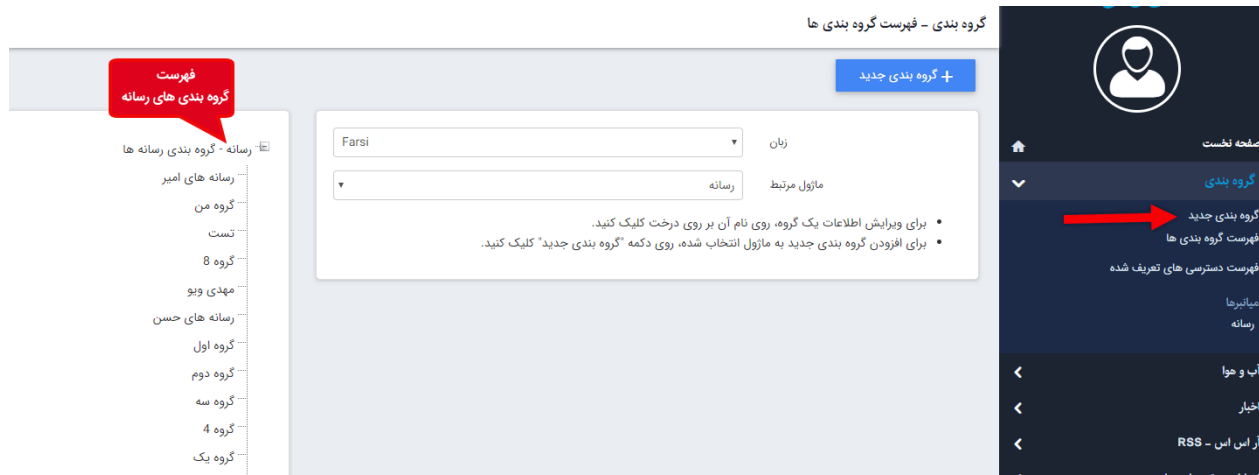 گروه بندی - فهرست گروه بندی ها
+ گروه بندی جدید
زبان
Farsi
ماژول مرتبط
رسانه
برای ویرایش اطلاعات یک گروه، روی نام آن بر روی درخت کلیک کنید.
برای افزودن گروه بندی جدید به ماژول انتخاب شده، روی دکمه "گروه بندی جدید" کلیک کنید.
فهرست
گروه بندی های رسانه
رسانه - گروه بندی رسانه ها
رسانه های امیر
گروه من
تست
گروه 8
مهدی ویو
رسانه های حسن
گروه اول
گروه دوم
گروه سه
گروه 4
گروه یک
صفحه نخست
گروه بندی
گروه بندی جدید
فهرست گروه بندی ها
فهرست دسترسی های تعریف شده
میانبرها
رسانه
آب و هوا
اخبار
آر اس اس - RSS